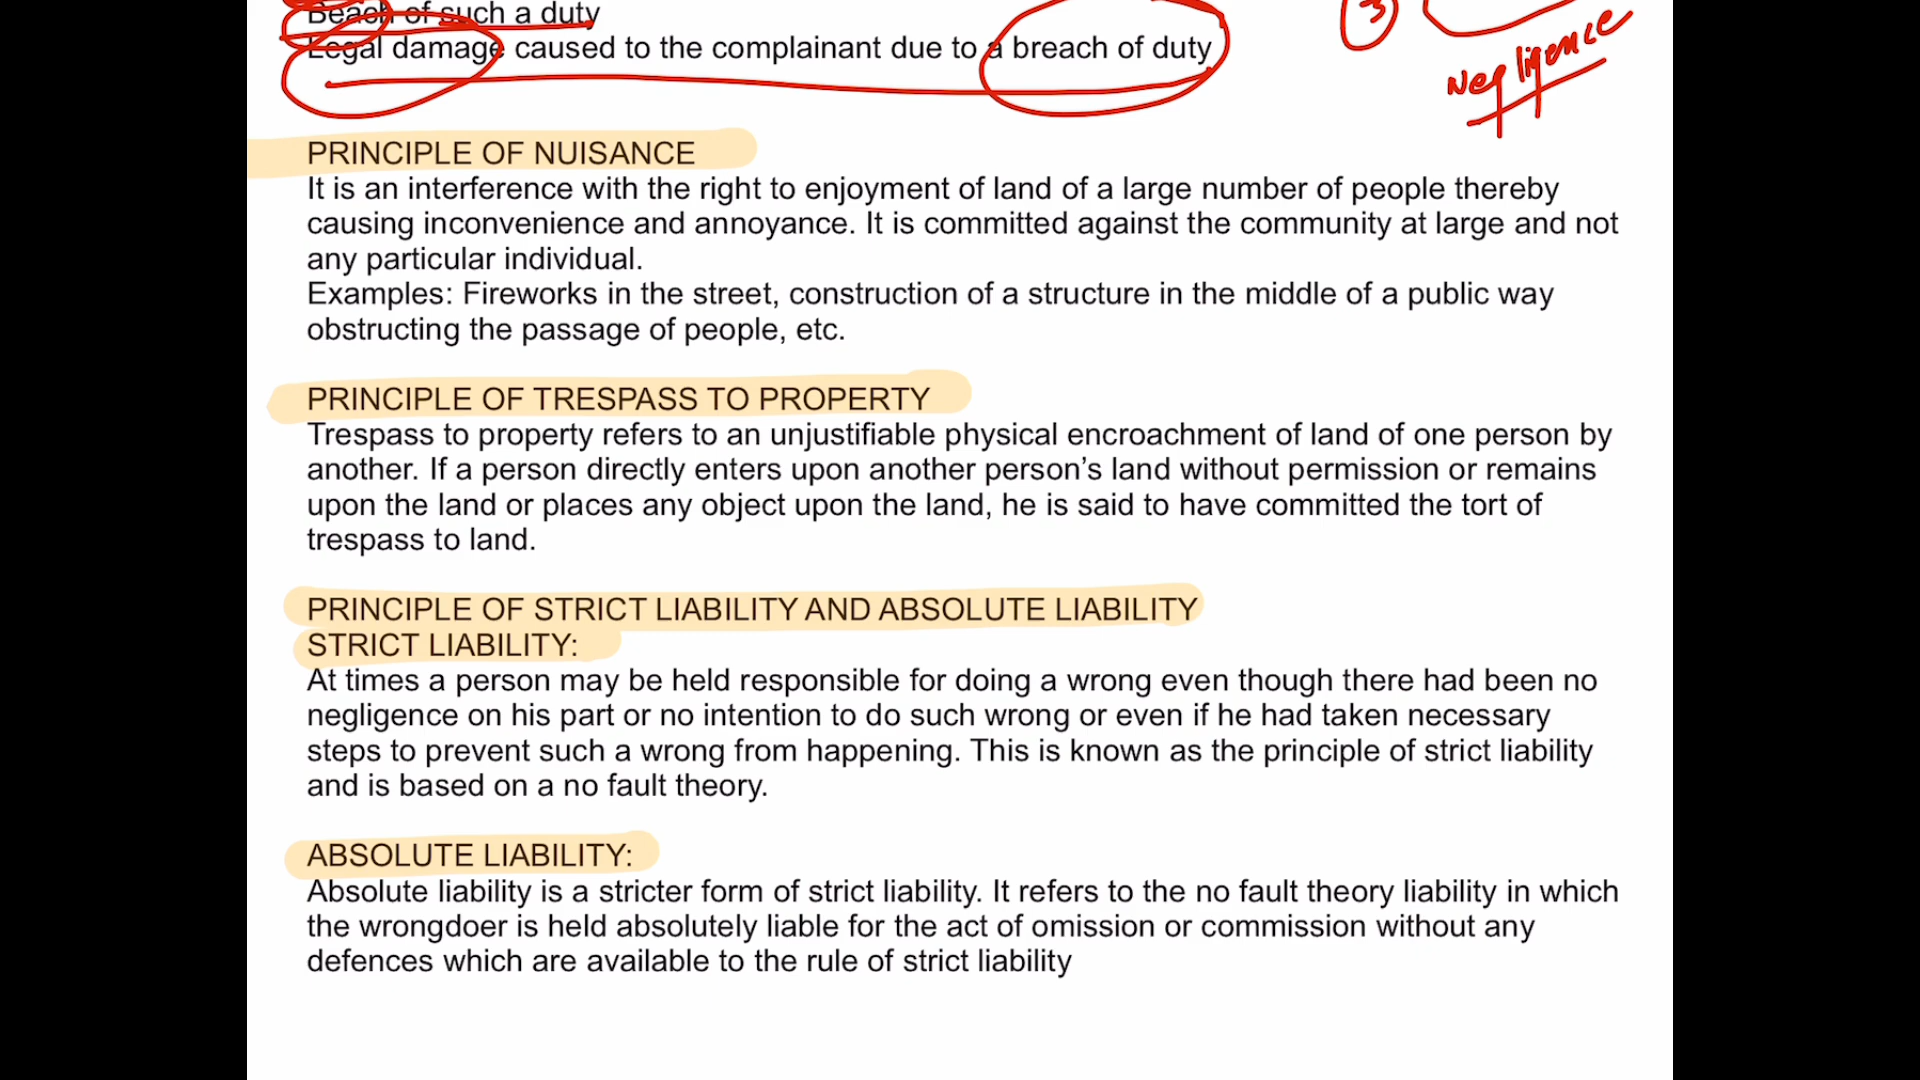 Beach of such a duty
Legal damage caused to the complainant due to a breach of duty
3
Negligence
PRINCIPLE OF NUISANCE
It is an interference with the right to enjoyment of land of a large number of people thereby
causing inconvenience and annoyance. It is committed against the community at large and not
any particular individual.
Examples: Fireworks in the street, construction of a structure in the middle of a public way
obstructing the passage of people, etc.
PRINCIPLE OF TRESPASS TO PROPERTY
Trespass to property refers to an unjustifiable physical encroachment of land of one person by
another. If a person directly enters upon another person’s land without permission or remains
upon the land or places any object upon the land, he is said to have committed the tort of
trespass to land.
PRINCIPLE OF STRICT LIABILITY AND ABSOLUTE LIABILITY
STRICT LIABILITY:
At times a person may be held responsible for doing a wrong even though there had been no
negligence on his part or no intention to do such wrong or even if he had taken necessary
steps to prevent such a wrong from happening. This is known as the principle of strict liability
and is based on a no fault theory.
ABSOLUTE LIABILITY:
Absolute liability is a stricter form of strict liability. It refers to the no fault theory liability in which
the wrongdoer is held absolutely liable for the act of omission or commission without any
defences which are available to the rule of strict liability